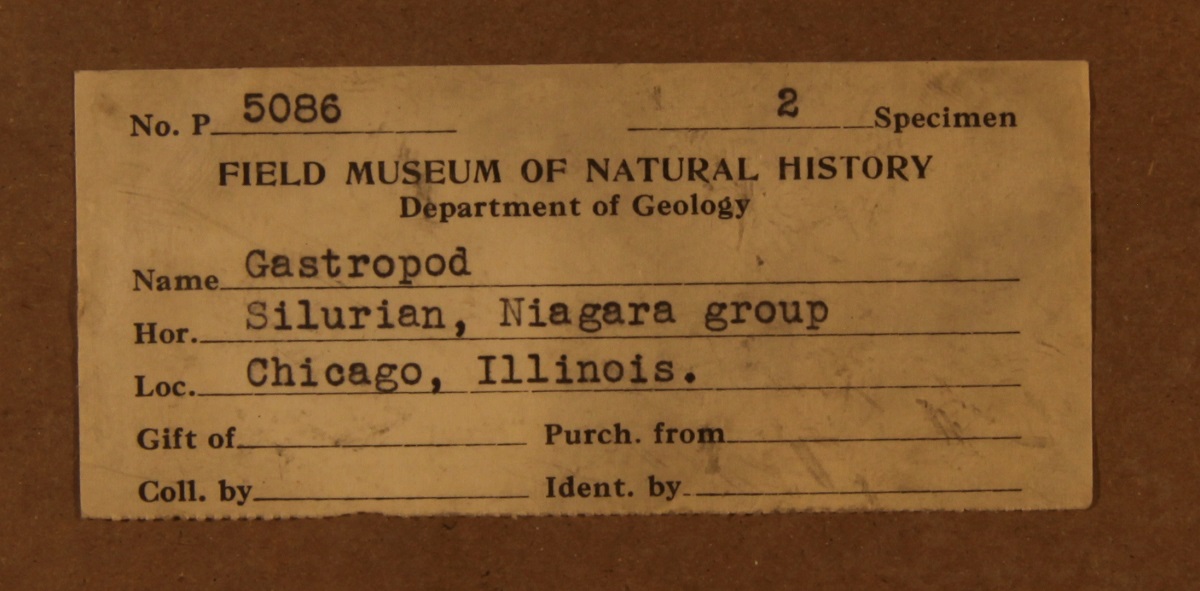 No. P 5086 2 Specimen
FIELD MUSEUM OF NATURAL HISTORY
Department of Geology
Name Gastropod
Hor. Silurian, Niagara group
Loc. Chicago, Illinois.
Gift of Purch. from
Coll. by Ident. by